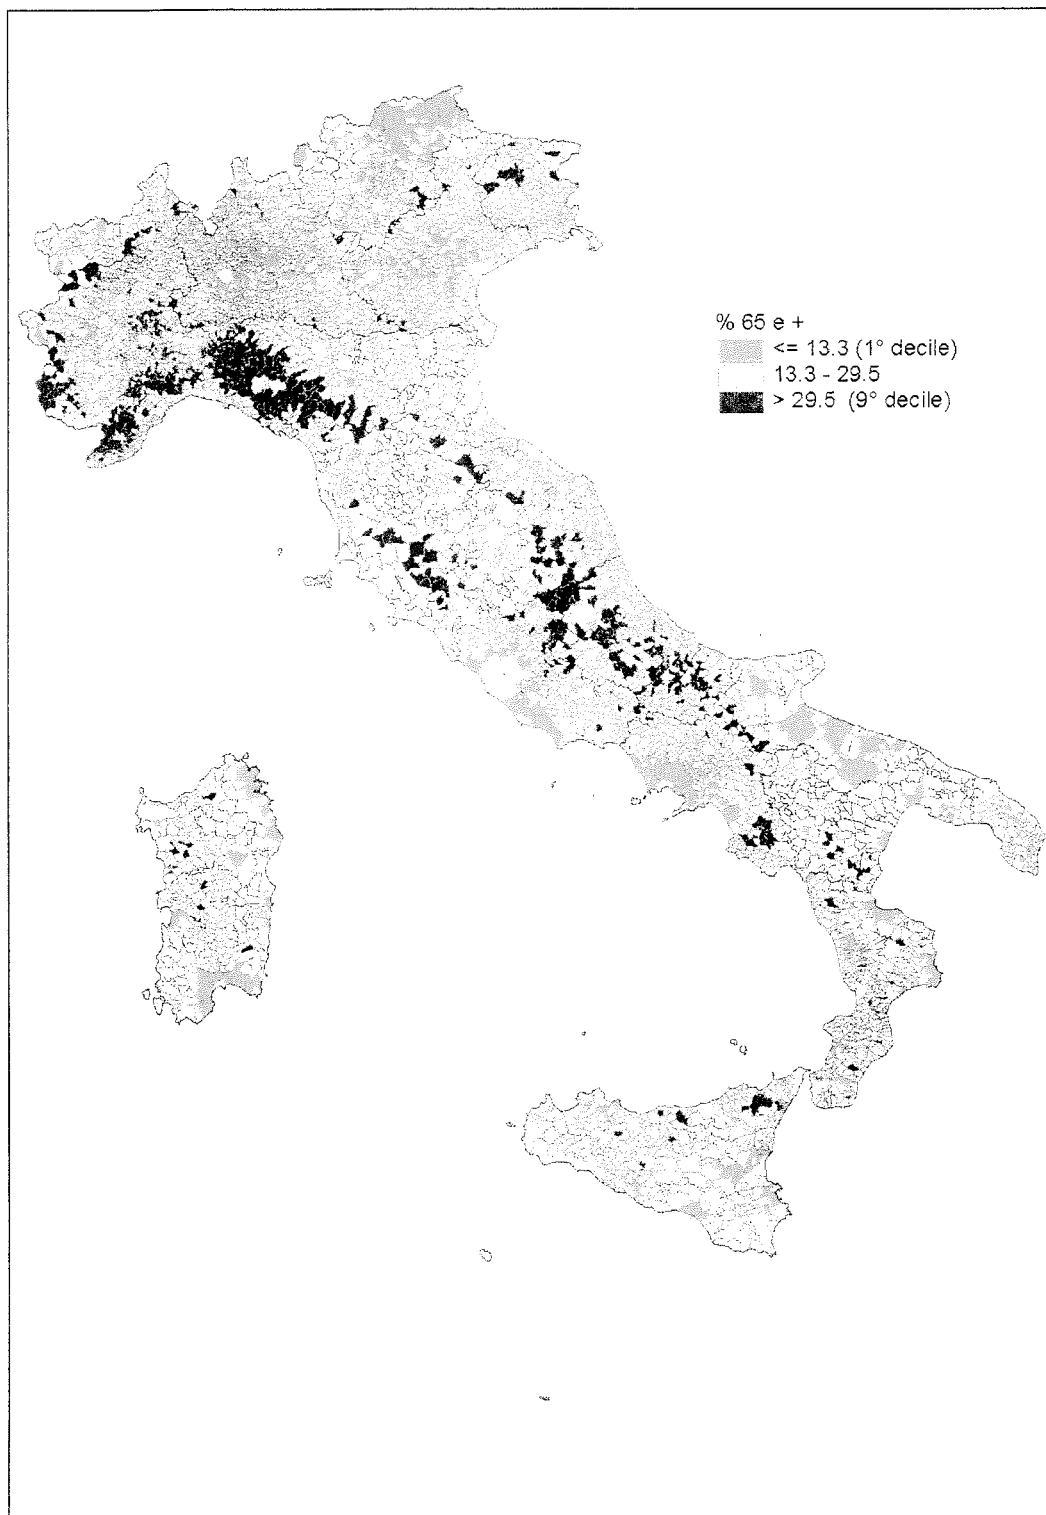 % 65 e +
<= 13.3 (1° decile)
13.3 - 29.5
> 29.5 (9° decile)